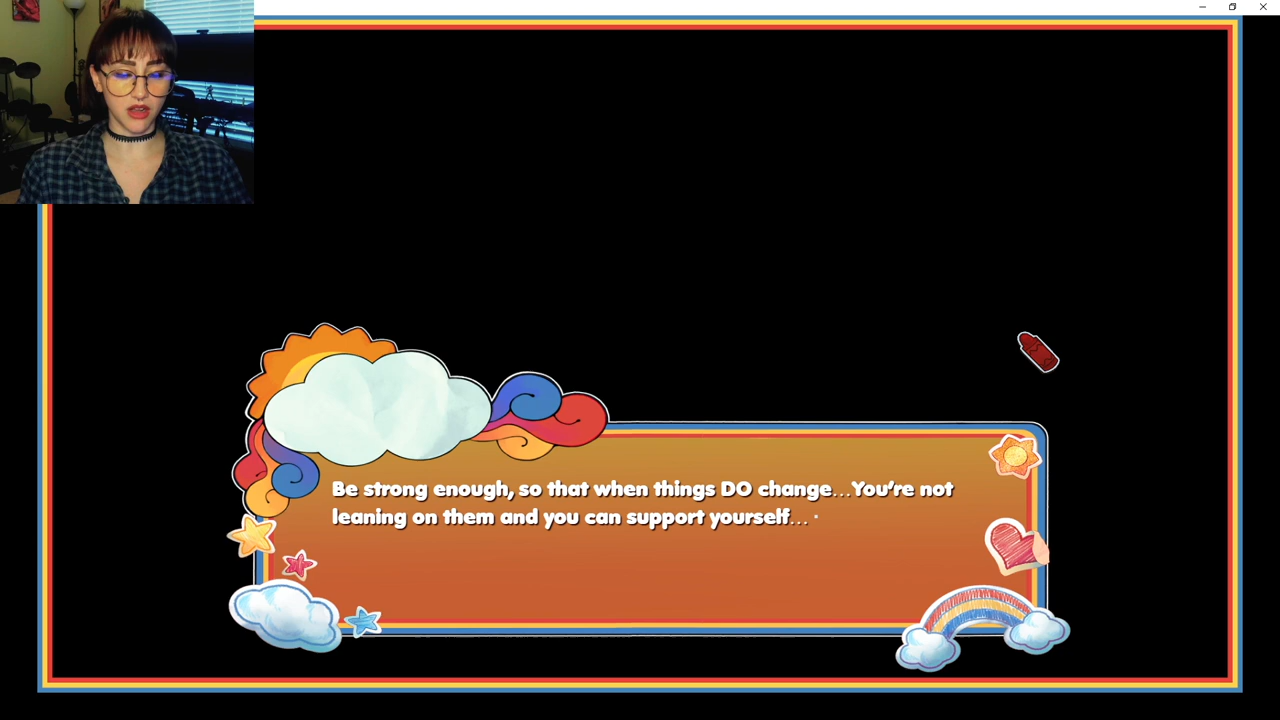 Be strong enough, so that when things DO change...You're not
leaning on them and you can support yourself...